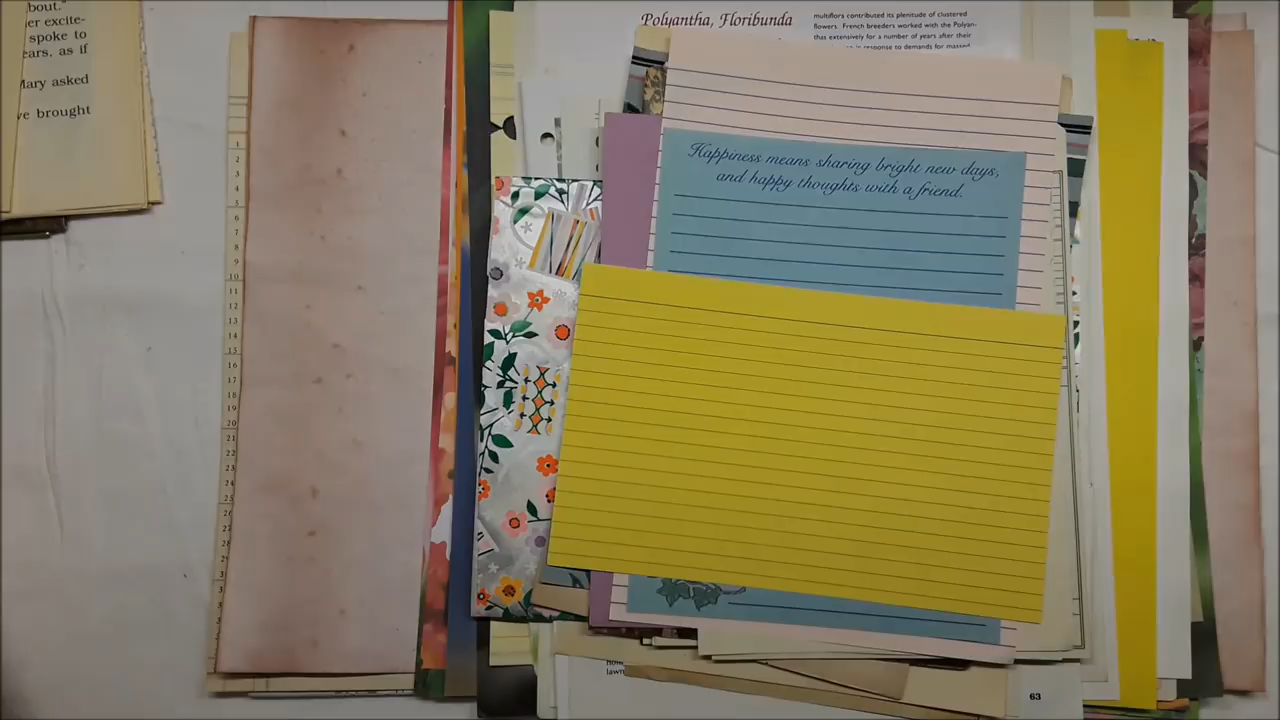 bout."
er excite-
spoke to
ears, as if
Mary asked
ve brought
Polyantha, Floribunda
multiflors contributed its plenitude of clustered
flowers. French breeders worked with the Polyan-
thas extensively for a number of years after their
in response to demands for massed
Happiness means sharing bright new days,
and happy thoughts with a friend.
1
2
3
4
5
6
7
8
9
10
11
12
13
14
15
16
17
18
19
20
21
22
23
24
25
26
27
28
29
lawn
63